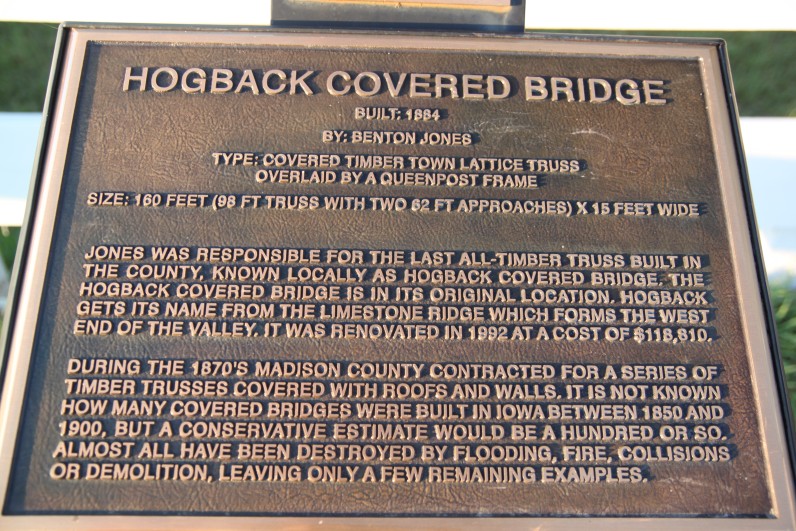 HOGBACK COVERED BRIDGE
BUILT: 1884
BY: BENTON JONES
TYPE: COVERED TIMBER TOWN LATTICE TRUSS
OVERLAID BY A QUEENPOST FRAME
SIZE: 160 FEET (98 FT TRUSS WITH TWO 62 FT APPROACHES) X 15 FEET WIDE
JONES WAS RESPONSIBLE FOR THE LAST ALL-TIMBER TRUSS BUILT IN
THE COUNTY, KNOWN LOCALLY AS HOGBACK COVERED BRIDGE. THE
HOGBACK COVERED BRIDGE IS IN ITS ORIGINAL LOCATION. HOGBACK
GETS ITS NAME FROM THE LIMESTONE RIDGE WHICH FORMS THE WEST
END OF THE VALLEY. IT WAS RENOVATED IN 1992 AT A COST OF $118,810.
DURING THE 1870'S MADISON COUNTY CONTRACTED FOR A SERIES OF
TIMBER TRUSSES COVERED WITH ROOFS AND WALLS. IT IS NOT KNOWN
HOW MANY COVERED BRIDGES WERE BUILT IN IOWA BETWEEN 1850 AND
1900, BUT A CONSERVATIVE ESTIMATE WOULD BE A HUNDRED OR SO.
ALMOST ALL HAVE BEEN DESTROYED BY FLOODING, FIRE, COLLISIONS
OR DEMOLITION, LEAVING ONLY A FEW REMAINING EXAMPLES.